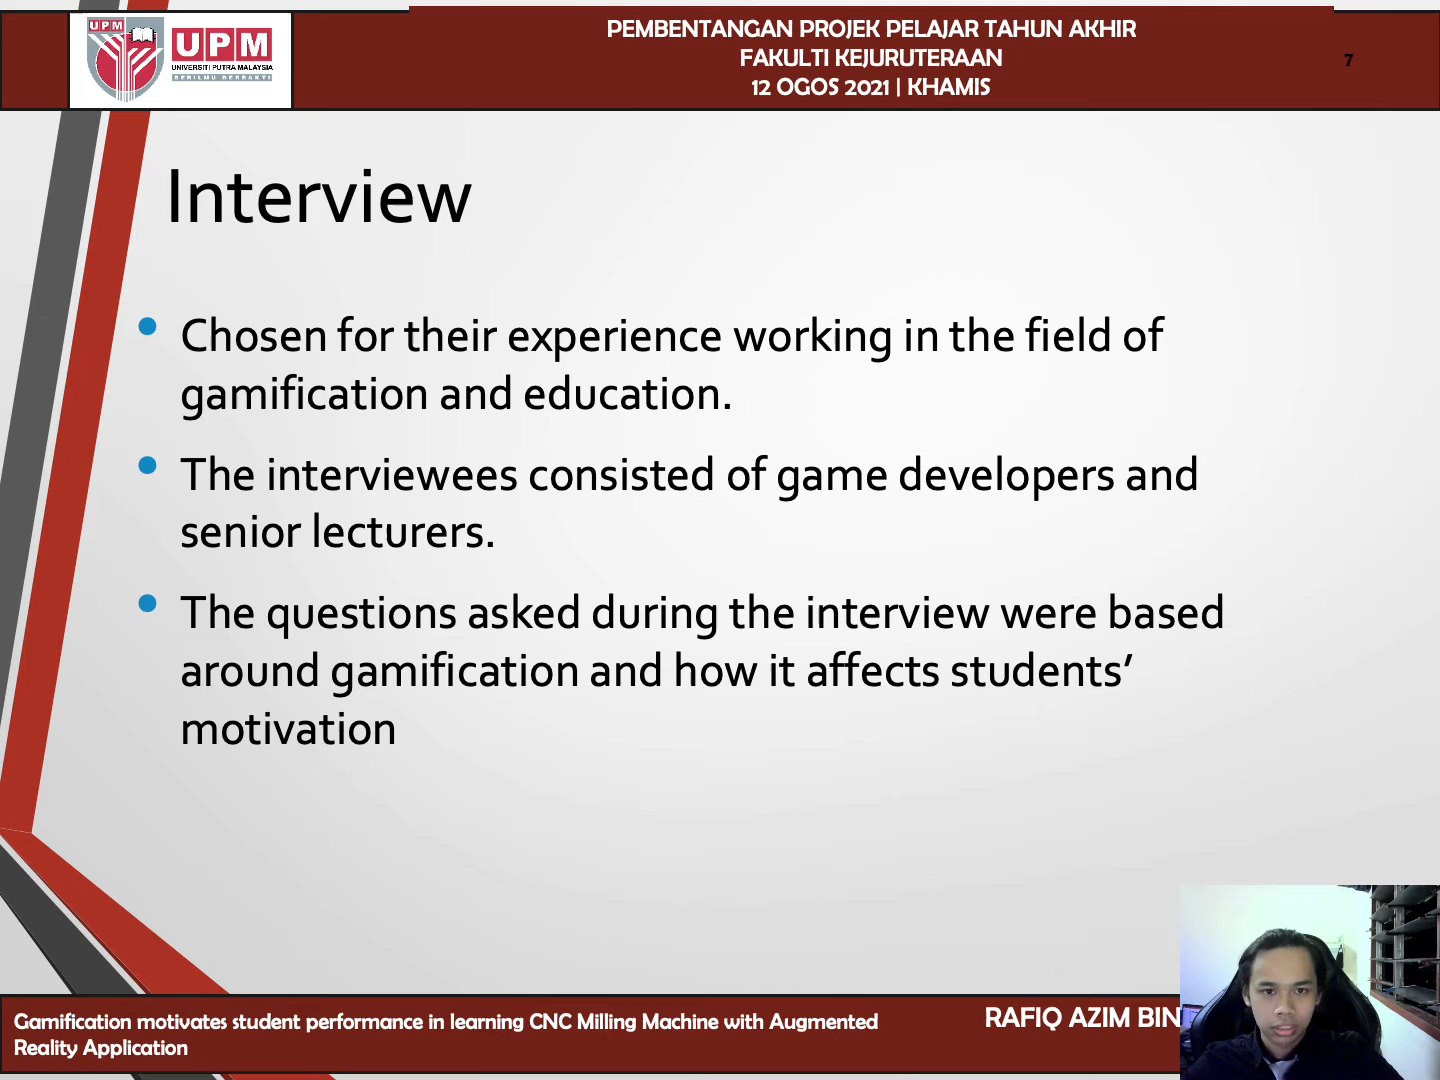 UPM
UPM
UNIVERSITI PUTRA MALAYSIA
BERILMU BERBAKTI
PEMBENTANGAN PROJEK PELAJAR TAHUN AKHIR
FAKULTI KEJURUTERAAN
12 OGOS 2021 | KHAMIS
7
Interview
• Chosen for their experience working in the field of
gamification and education.
• The interviewees consisted of game developers and
senior lecturers.
• The questions asked during the interview were based
around gamification and how it affects students’
motivation
Gamification motivates student performance in learning CNC Milling Machine with Augmented
Reality Application
RAFIQ AZIM BIN